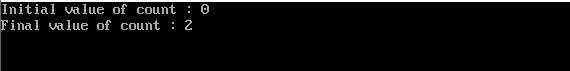 Initial value of count : 0
Final value of count : 2